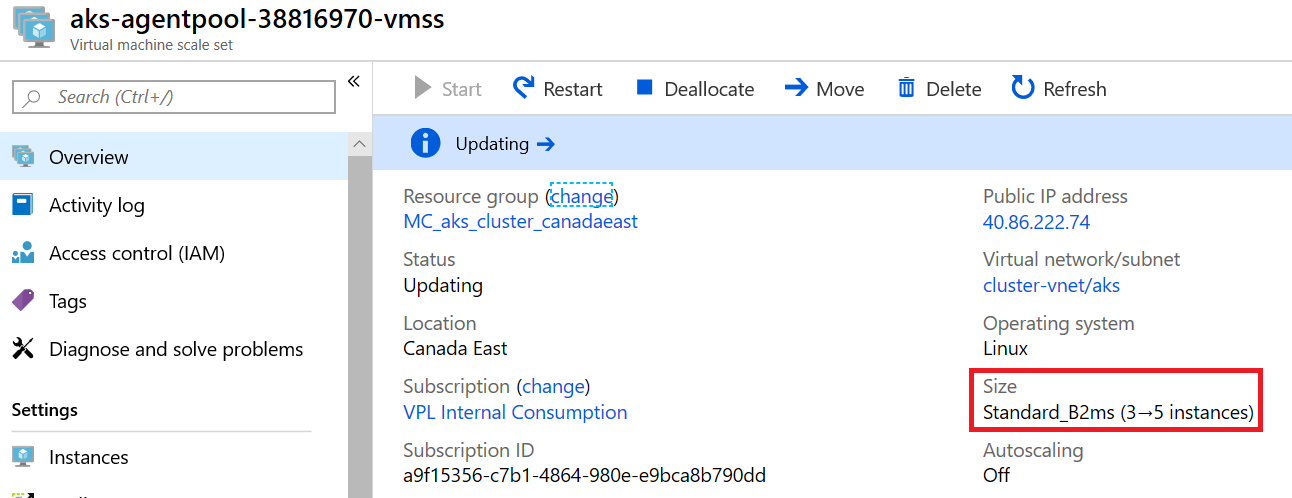 aks-agentpool-38816970-vmss
Virtual machine scale set
Search (Ctrl+/)
«
Overview
Activity log
Access control (IAM)
Tags
Diagnose and solve problems
Settings
Instances
Start
Restart
Deallocate
Move
Delete
Refresh
Updating →
Resource group (change)
MC_aks_cluster_canadaeast
Status
Updating
Location
Canada East
Subscription (change)
VPL Internal Consumption
Subscription ID
a9f15356-c7b1-4864-980e-e9bca8b790dd
Public IP address
40.86.222.74
Virtual network/subnet
cluster-vnet/aks
Operating system
Linux
Size
Standard_B2ms (3→5 instances)
Autoscaling
Off